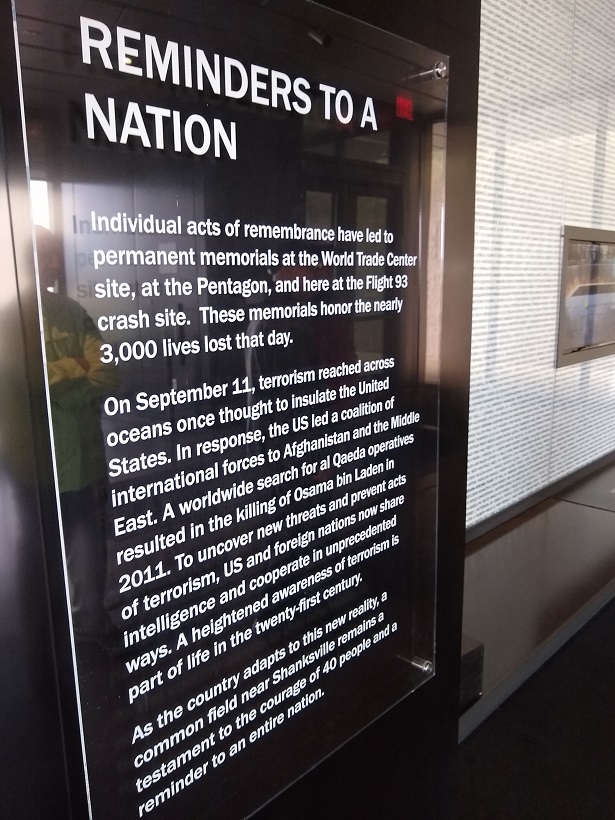 REMINDERS TO A
NATION
Individual acts of remembrance have led to
permanent memorials at the World Trade Center
site, at the Pentagon, and here at the Flight 93
crash site. These memorials honor the nearly
3,000 lives lost that day.
On September 11, terrorism reached across
oceans once thought to insulate the United
States. In response, the US led a coalition of
international forces to Afghanistan and the Middle
East. A worldwide search for al Qaeda operatives
resulted in the killing of Osama bin Laden in
2011. To uncover new threats and prevent acts
of terrorism, US and foreign nations now share
intelligence and cooperate in unprecedented
ways. A heightened awareness of terrorism is
part of life in the twenty-first century.
As the country adapts to this new reality, a
common field near Shanksville remains a
testament to the courage of 40 people and a
reminder to an entire nation.